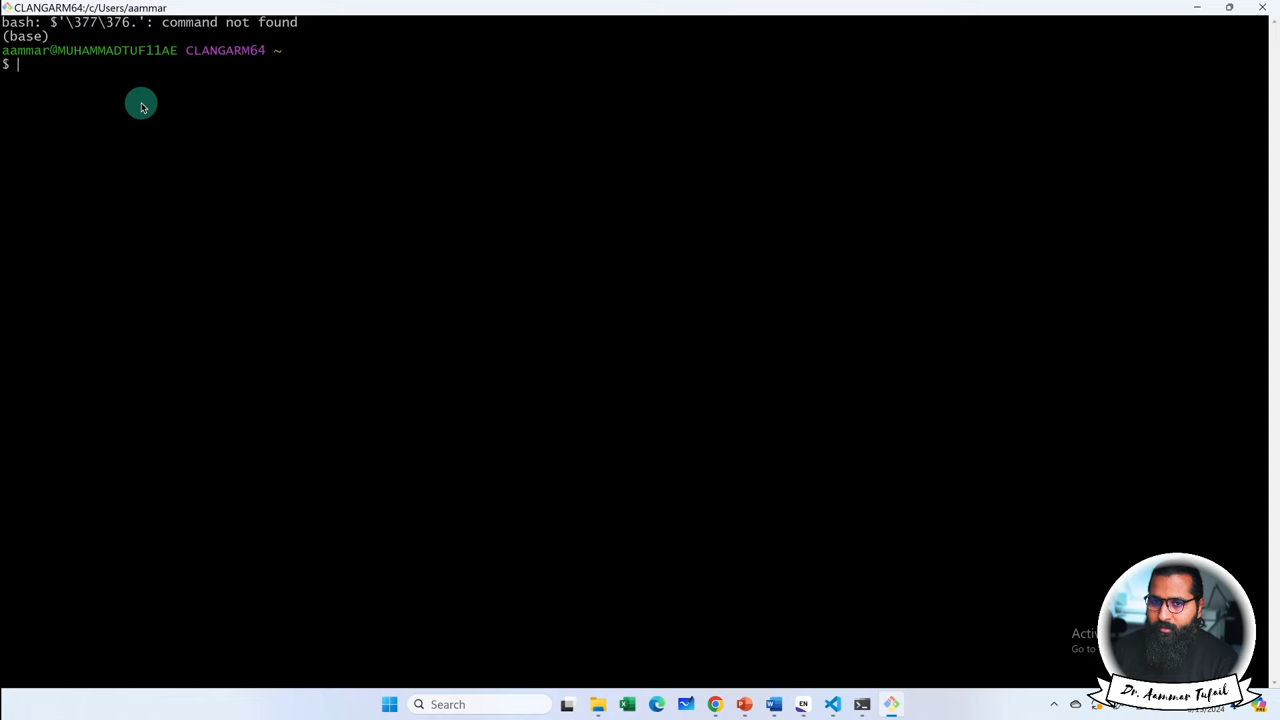 CLANGARM64:/c/Users/aammar
bash: $'\377\376.': command not found
(base)
aammar@MUHAMMADTUF11AE CLANGARM64 ~
$
Acti
Go to
Search
EN
Dr. Aammar Tufail